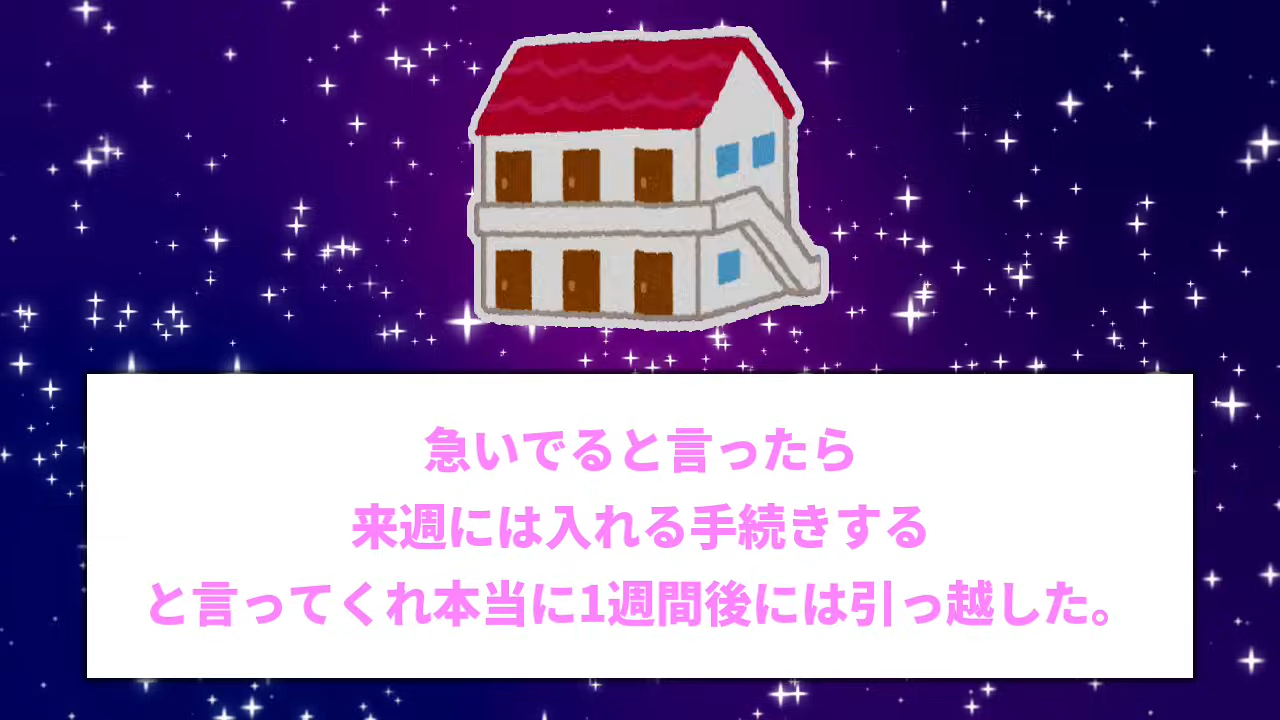 急いでると言ったら
来週には入れる手続きする
と言ってくれ本当に1週間後には引っ越した。